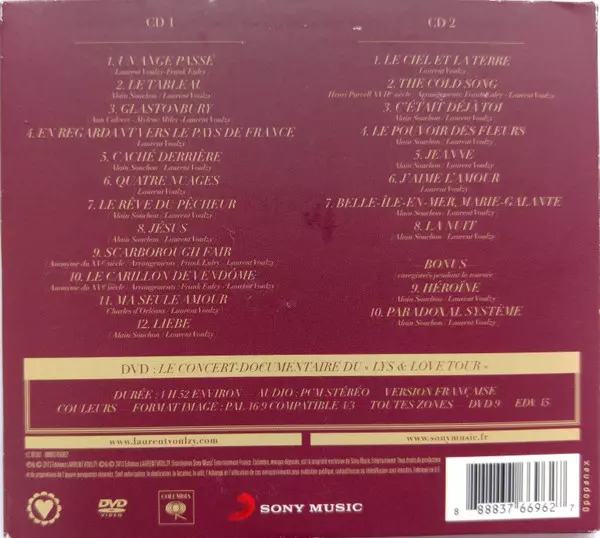 CD 1
1. UN ANGE PASSE
Laurent Voulzy - Frank Eulry
2. LE TABLEAU
Alain Souchon / Laurent Voulzy
3. GLASTONBURY
Ann Calvert - Mylène Miley - Laurent Voulzy
4. EN REGARDANT VERS LE PAYS DE FRANCE
Laurent Voulzy
5. CACHÉ DERRIÈRE
Alain Souchon / Laurent Voulzy
6. QUATRE NUAGES
Laurent Voulzy
7. LE RÊVE DU PÊCHEUR
Alain Souchon / Laurent Voulzy
8. JÉSUS
Alain Souchon / Laurent Voulzy
9. SCARBOROUGH FAIR
Anonyme du XVe siècle / Arrangements : Frank Eulry / Laurent Voulzy
10. LE CARILLON DE VENDÔME
Anonyme du XVe siècle / Arrangements : Frank Eulry - Laurent Voulzy
11. MA SEULE AMOUR
Charles d'Orléans / Laurent Voulzy
12. LIEBE
Alain Souchon / Laurent Voulzy
CD 2
1. LE CIEL ET LA TERRE
Laurent Voulzy
2. THE COLD SONG
Henri Purcell XVIIe siècle - Arrangements : Frank Eulry - Laurent Voulzy
3. C'ÉTAIT DÉJÀ TOI
Alain Souchon / Laurent Voulzy
4. LE POUVOIR DES FLEURS
Alain Souchon / Laurent Voulzy
5. JEANNE
Alain Souchon / Laurent Voulzy
6. J'AIME L'AMOUR
Laurent Voulzy
7. BELLE-ÎLE-EN-MER, MARIE-GALANTE
Alain Souchon / Laurent Voulzy
8. LA NUIT
Alain Souchon / Laurent Voulzy
BONUS
enregistrés pendant la tournée
9. HÉROÏNE
Alain Souchon / Laurent Voulzy
10. PARADOXAL SYSTÈME
Alain Souchon / Laurent Voulzy
DVD : LE CONCERT-DOCUMENTAIRE DU « LYS & LOVE TOUR »
DURÉE : 1 H 52 ENVIRON — AUDIO : PCM STÉRÉO — VERSION FRANÇAISE
COULEURS — FORMAT IMAGE : PAL 16:9 COMPATIBLE 4/3 — TOUTES ZONES — DVD 9 EDV 15
www.laurentvoulzy.com
www.sonymusic.fr
DVD
VIDEO
COLUMBIA
SONY MUSIC
8 88837 66962 7
Opopanax